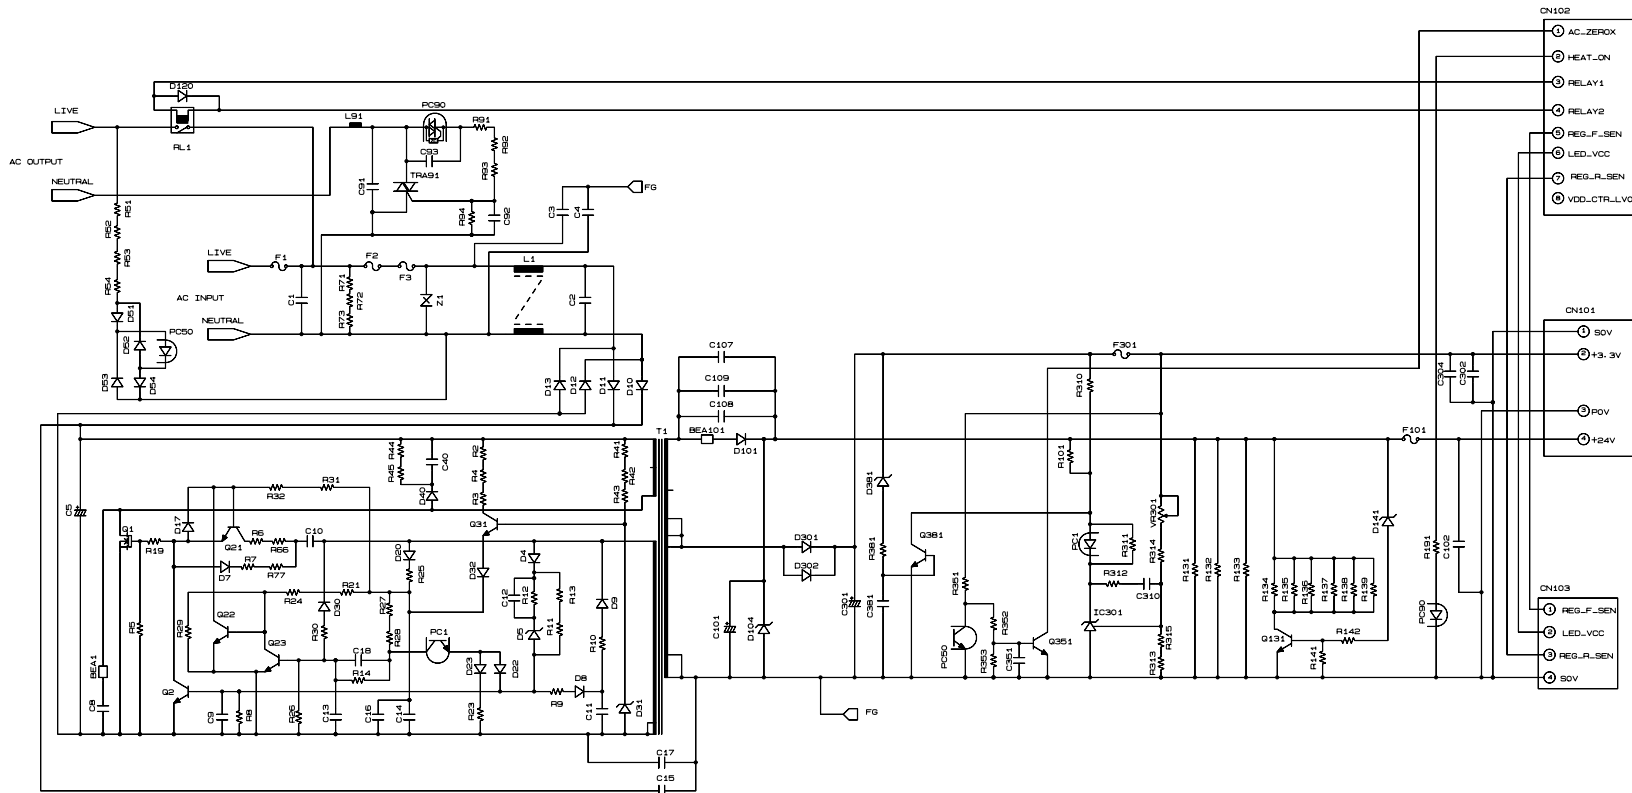 CN102
AC_ZEROX
1
HEAT_ON
2
RELAY1
3
RELAY2
4
REG_F_SEN
5
LED_VCC
6
REG_R_SEN
7
8
D120
LIVE
RL1
AC OUTPUT
NEUTRAL
L91
PC90
R91
R92
C93
R93
TRA91
C91
R94
C92
C3
C4
FG
R51
R52
R53
R54
LIVE
F1
F2
F3
L1
AC INPUT
C1
R71
R72
R73
Z1
C2
NEUTRAL
D51
D52
PC50
D53
D54
D13
D12
D11
D10
C107
C109
C108
F301
R310
CN101
1 SOV
2 +3.3V
3 POV
4 +24V
C304
C302
T1
BEA101
D101
F101
R44
R45
C40
D40
R2
R4
R3
R41
R42
R43
R101
D381
VR301
D141
C5
R31
R32
Q1
D17
Q21
R6
R66
C10
Q31
R19
D7
R7
R77
D20
R25
D32
D4
D301
D302
R381
Q381
PC1
R311
R314
R131
R132
R133
R191
C102
R24
R21
D30
R27
C12
R12
R13
D9
C301
C381
R351
R312
C310
R134
R135
R136
R137
R138
R139
CN103
1 REG_F_SEN
2 LED_VCC
3 REG_R_SEN
4 SOV
R5
R29
Q22
Q23
R30
R28
PC1
D5
R11
R10
C101
D104
PC50
R352
R353
C351
Q351
IC301
R315
R313
Q131
R142
R141
PC90
BEA1
C8
Q2
C18
R14
D23
D22
R9
D8
C9
R8
R26
C13
C16
C14
R23
C11
D31
FG
C17
C15